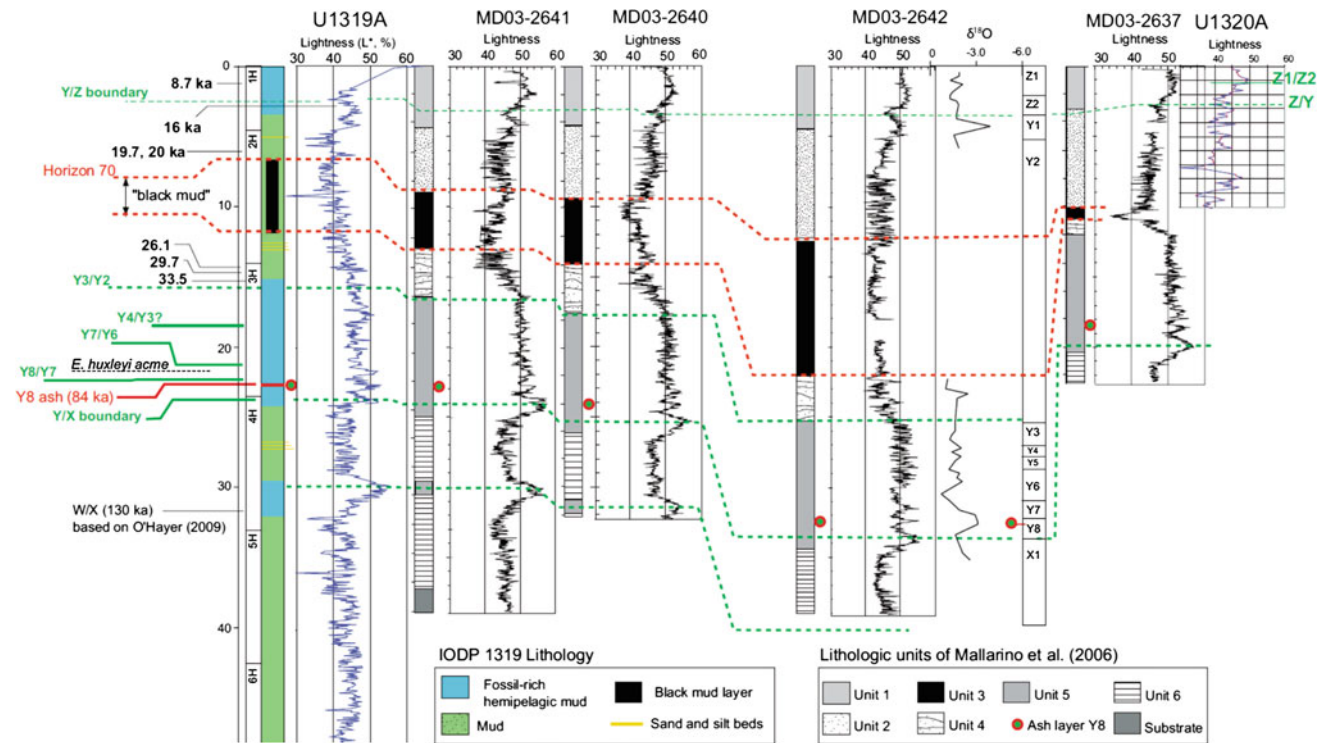 U1319A
MD03-2641
MD03-2640
MD03-2642
MD03-2637
U1320A
Lightness (L*, %)
Lightness
Lightness
Lightness
δ18O
Lightness
Lightness
30 40 50 60
30 40 50 60
30 40 50 60
30 40 50
0 -3.0 -6.0
30 40 50
30 40 50 60
0
10
20
30
40
1H
2H
3H
4H
5H
6H
8.7 ka
Y/Z boundary
16 ka
19.7, 20 ka
Horizon 70
"black mud"
26.1
29.7
33.5
Y3/Y2
Y4/Y3?
Y7/Y6
E. huxleyi acme
Y8/Y7
Y8 ash (84 ka)
Y/X boundary
W/X (130 ka)
based on O'Hayer (2009)
Z1
Z2
Y1
Y2
Y3
Y4
Y5
Y6
Y7
Y8
X1
Z1/Z2
Z/Y
IODP 1319 Lithology
Fossil-rich
hemipelagic mud
Mud
Black mud layer
Sand and silt beds
Lithologic units of Mallarino et al. (2006)
Unit 1
Unit 3
Unit 5
Unit 6
Unit 2
Unit 4
Ash layer Y8
Substrate